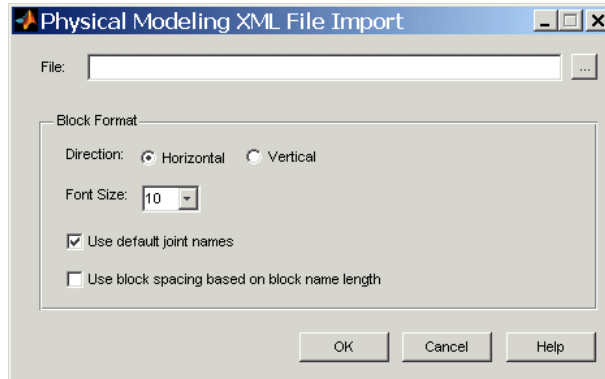 Physical Modeling XML File Import
File: ...
Block Format
Direction: Horizontal Vertical
Font Size: 10
Use default joint names
Use block spacing based on block name length
OK Cancel Help